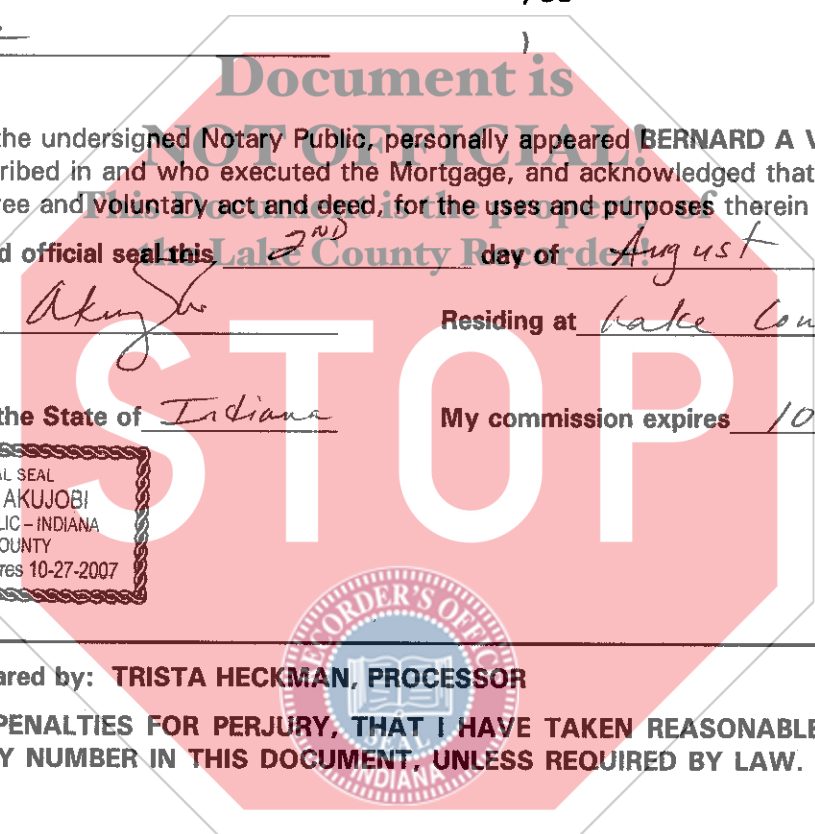 Document is
the undersigned Notary Public, personally appeared BERNARD A V
NOT OFFICIAL!
ribed in and who executed the Mortgage, and acknowledged that
ree and voluntary act and deed, for the uses and purposes therein
This Document is the property of
d official seal this 2ND day of August
the Lake County Recorder!
Residing at Lake Coun
STOP
the State of Indiana My commission expires 10
AL SEAL
AKUJOBI
LIC – INDIANA
OUNTY
res 10-27-2007
RECORDER'S OFFICE
SEAL
INDIANA
ared by: TRISTA HECKMAN, PROCESSOR
PENALTIES FOR PERJURY, THAT I HAVE TAKEN REASONABLE
Y NUMBER IN THIS DOCUMENT, UNLESS REQUIRED BY LAW.